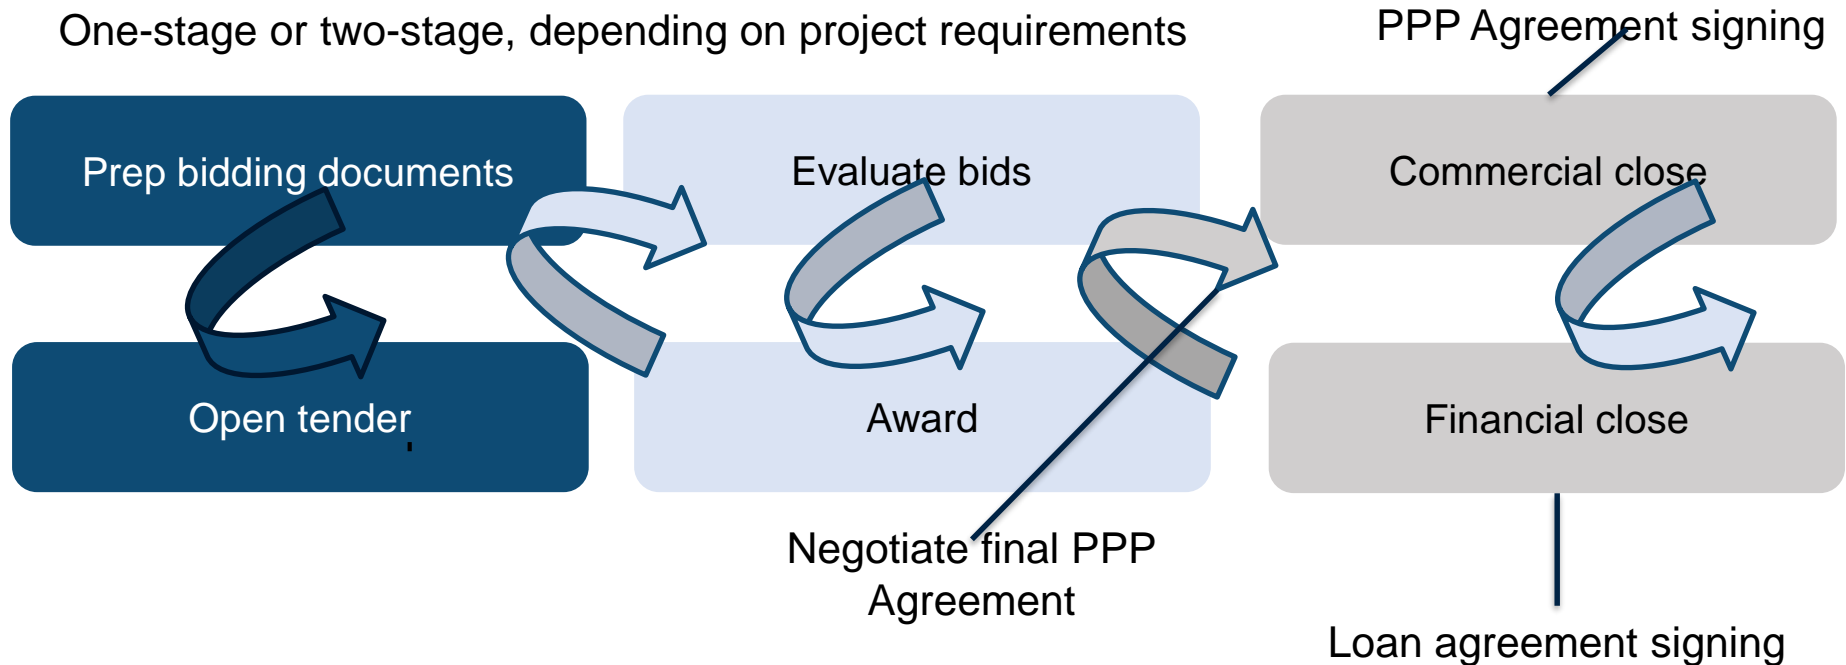 One-stage or two-stage, depending on project requirements
PPP Agreement signing
Prep bidding documents
Evaluate bids
Commercial close
Open tender
Award
Financial close
Negotiate final PPP
Agreement
Loan agreement signing